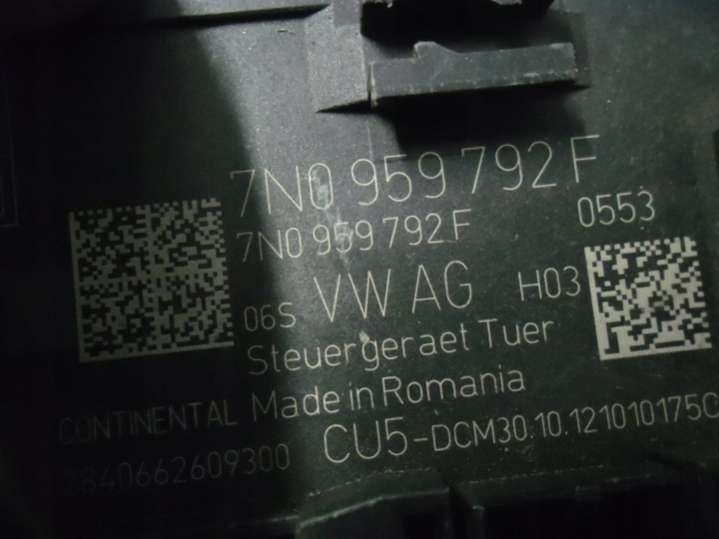 7N0 959 792 F
7N0 959 792 F 0553
06S VW AG H03
Steuergeraet Tuer
CONTINENTAL Made in Romania
2840662609300 CU5-DCM30.10.121010175C